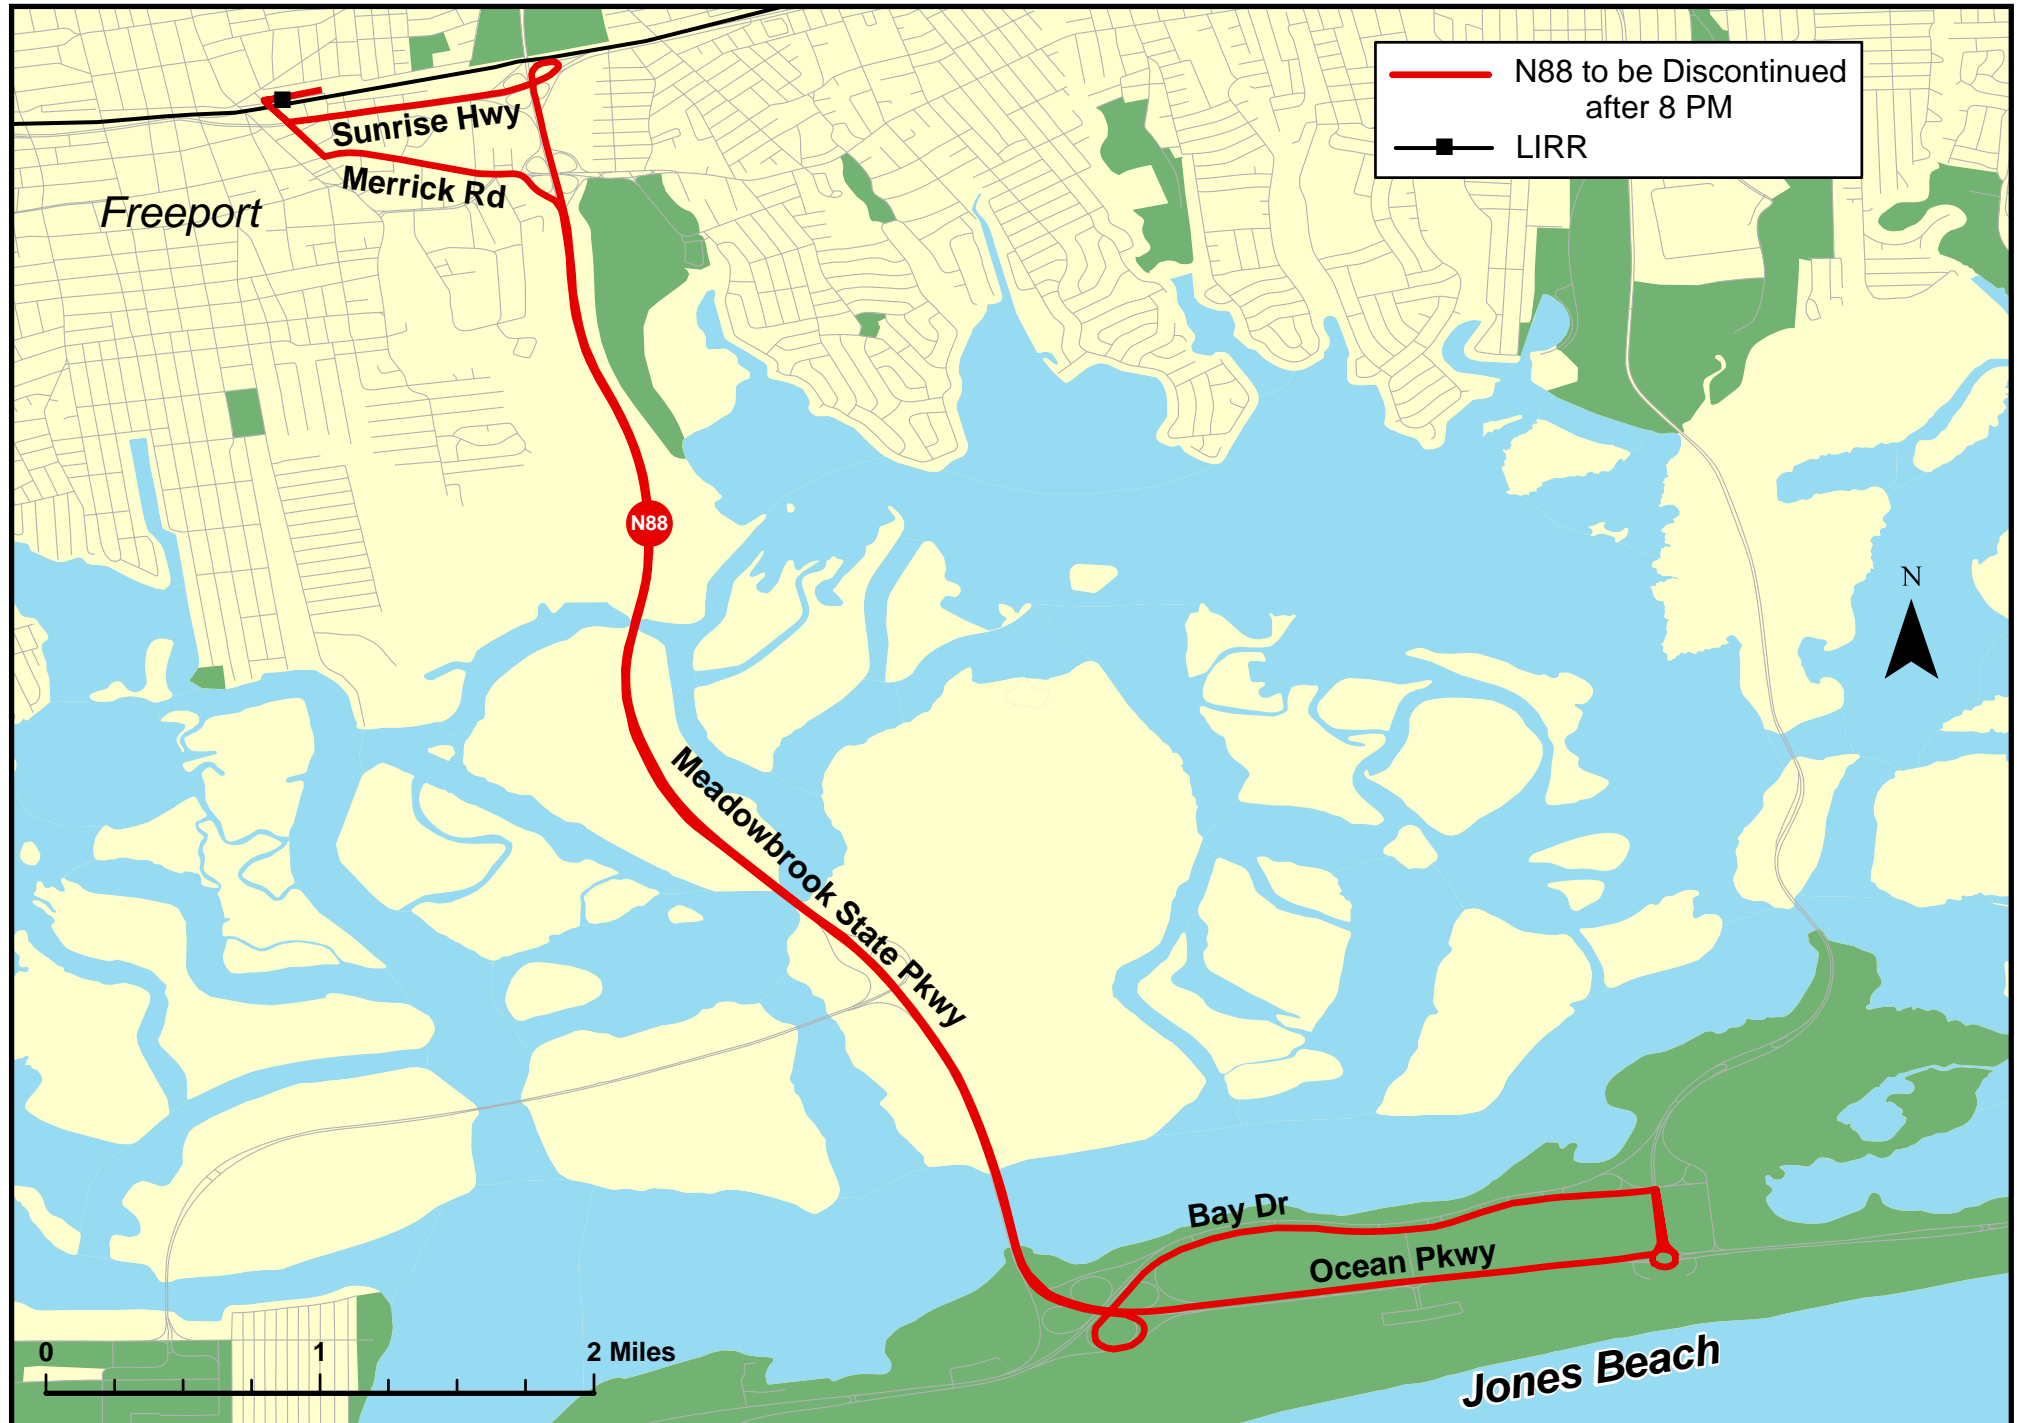 N88 to be Discontinued
after 8 PM
LIRR
Sunrise Hwy
Merrick Rd
Freeport
N88
N
Meadowbrook State Pkwy
Bay Dr
Ocean Pkwy
Jones Beach
0 1 2 Miles